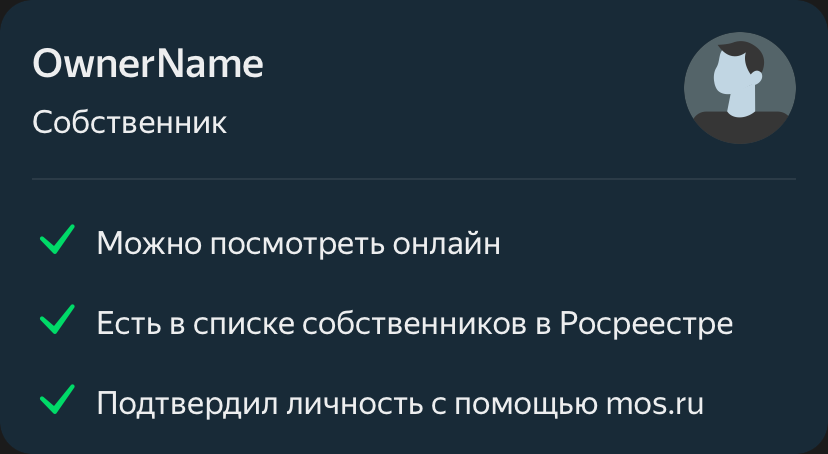 OwnerName
Собственник
Можно посмотреть онлайн
Есть в списке собственников в Росреестре
Подтвердил личность с помощью mos.ru